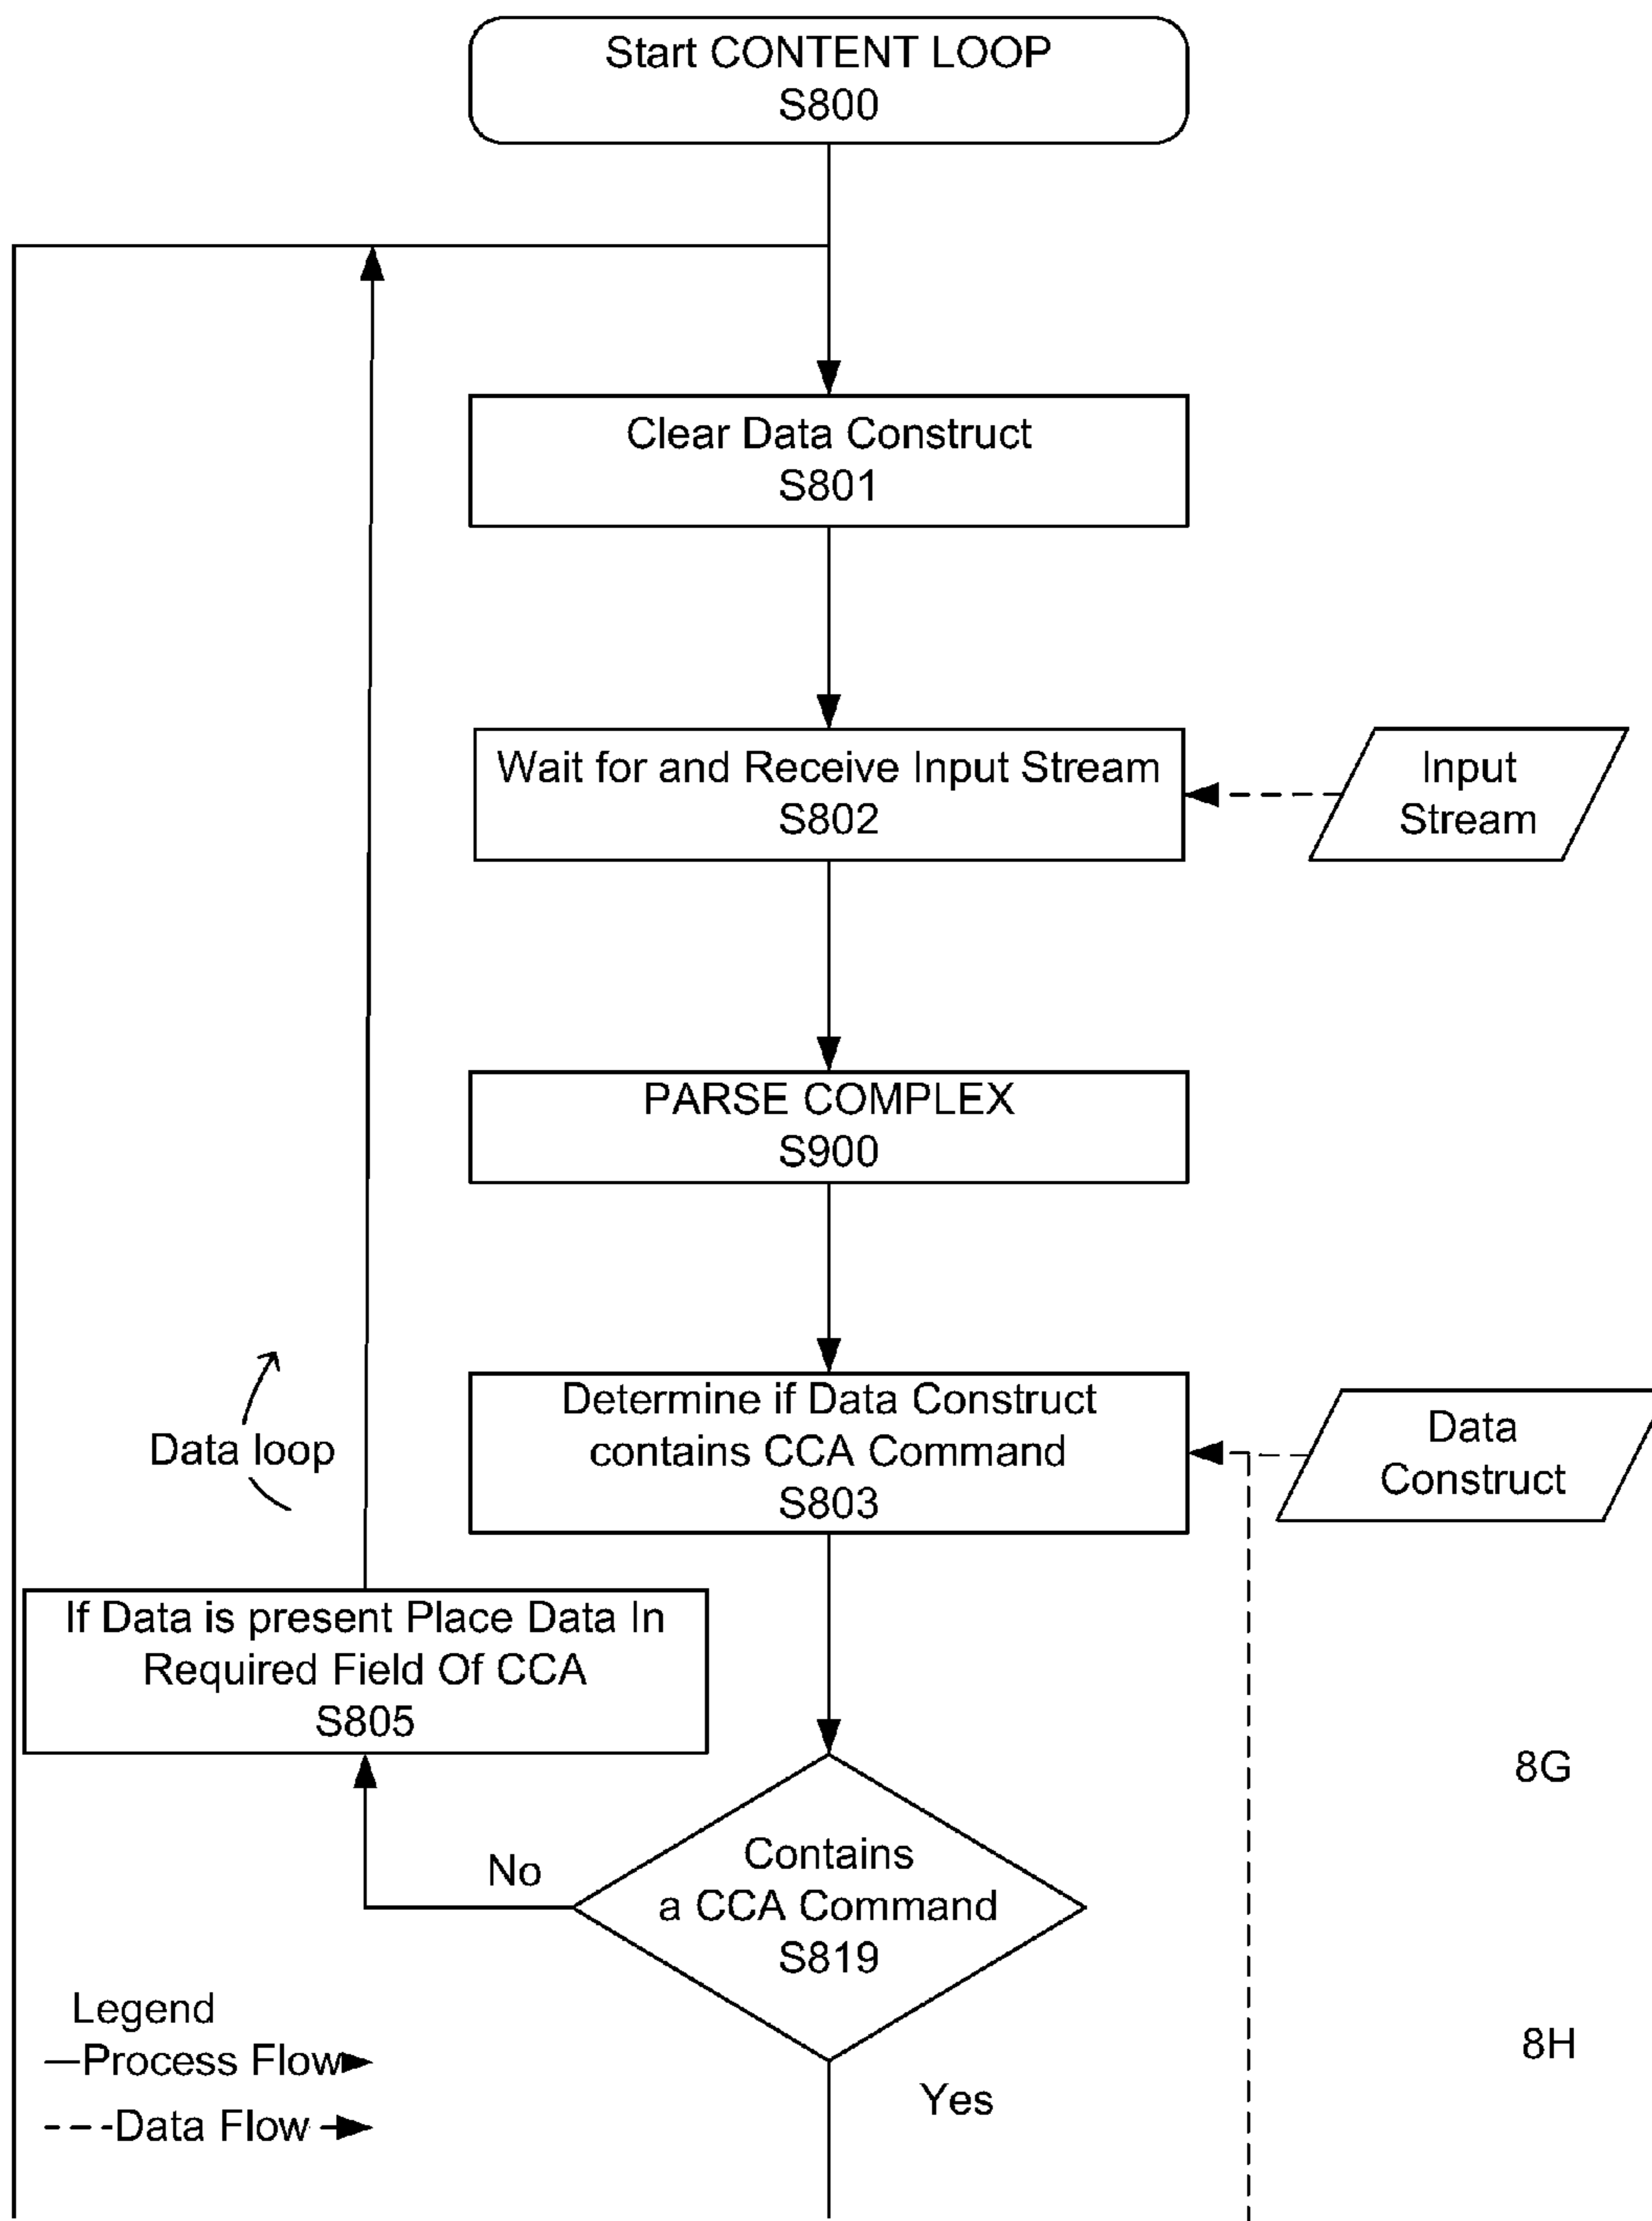 Start CONTENT LOOP
S800
Clear Data Construct
S801
Wait for and Receive Input Stream
S802
Input
Stream
PARSE COMPLEX
S900
Determine if Data Construct
contains CCA Command
S803
Data
Construct
Data loop
If Data is present Place Data In
Required Field Of CCA
S805
8G
Contains
a CCA Command
S819
No
Legend
Process Flow
Data Flow
8H
Yes